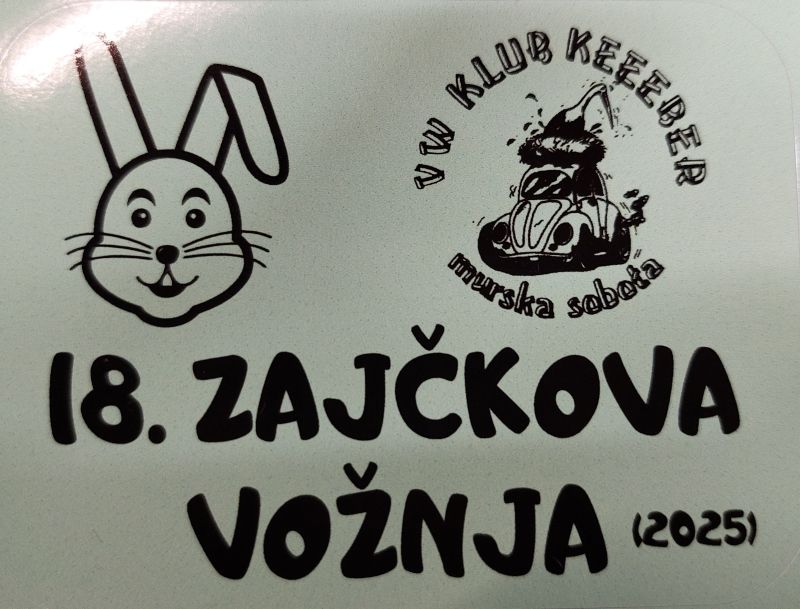 VW KLUB KEEEBER
murska sobota
18. ZAJČKOVA
VOŽNJA (2025)